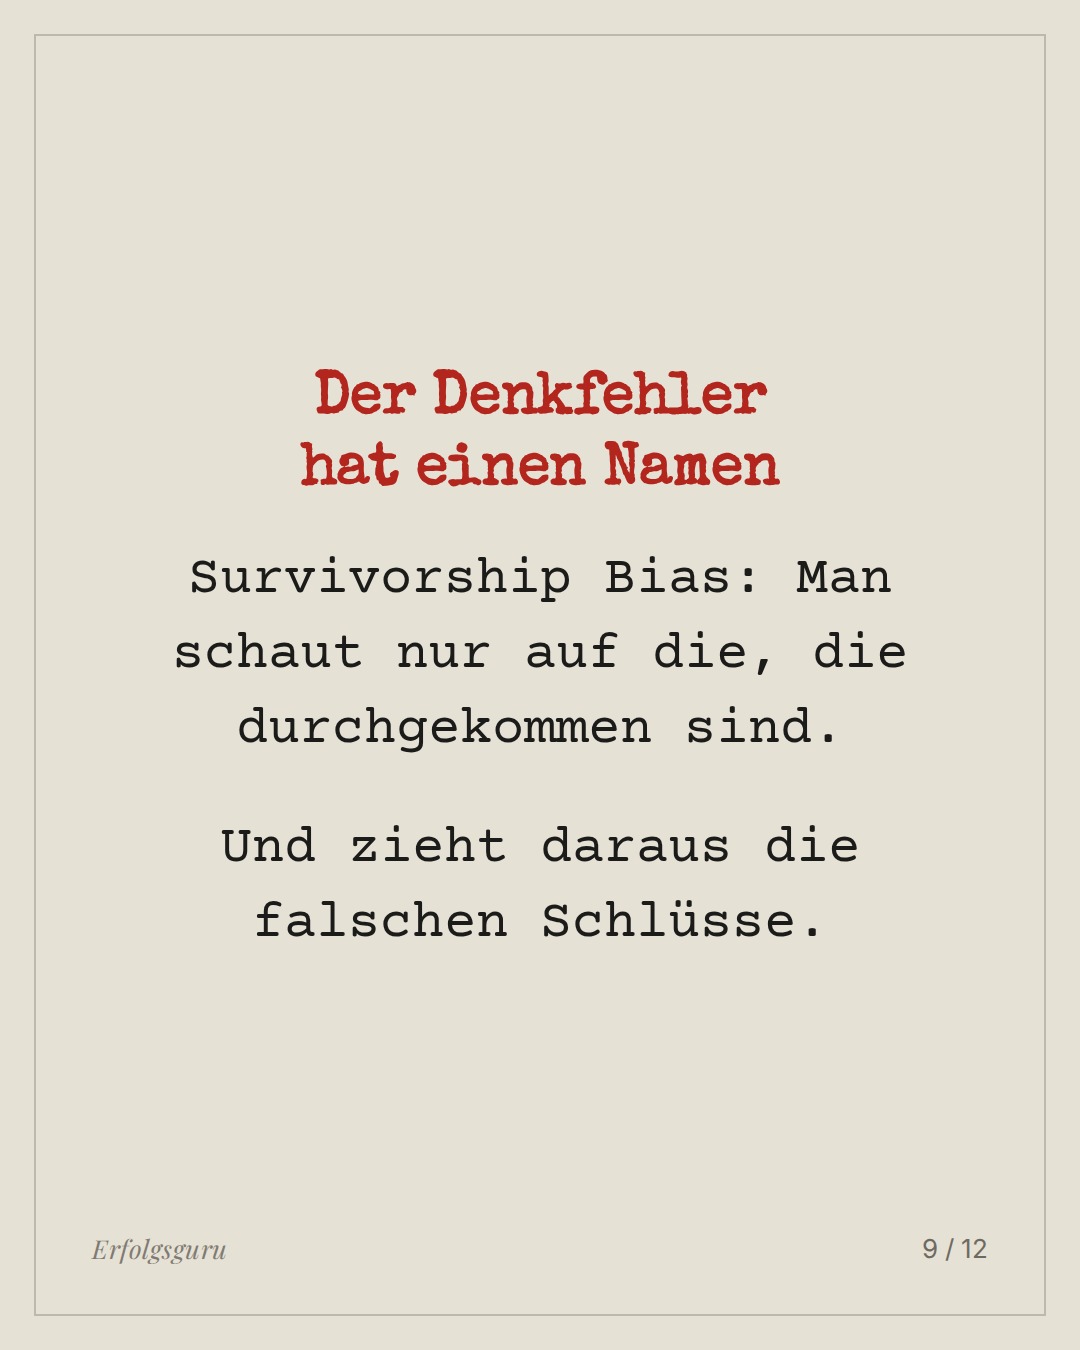 Der Denkfehler
hat einen Namen
Survivorship Bias: Man
schaut nur auf die, die
durchgekommen sind.
Und zieht daraus die
falschen Schlüsse.
Erfolgsguru
9 / 12